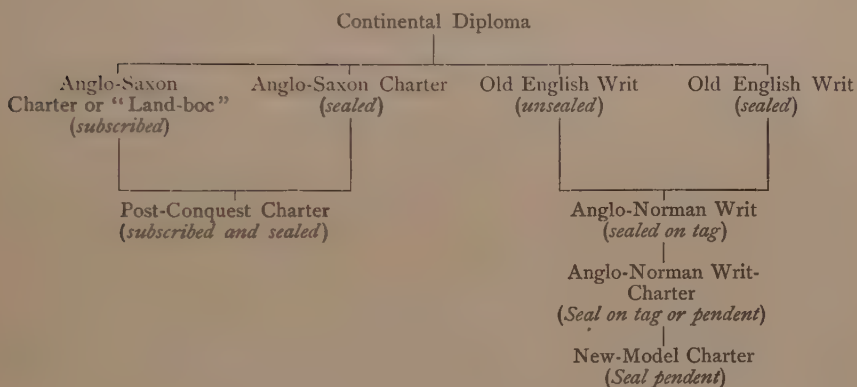 Continental Diploma
Anglo-Saxon Anglo-Saxon Charter Old English Writ Old English Writ
Charter or “Land-boc” (sealed) (unsealed) (sealed)
(subscribed)
Post-Conquest Charter Anglo-Norman Writ
(subscribed and sealed) (sealed on tag)
Anglo-Norman Writ-
Charter
(Seal on tag or pendent)
New-Model Charter
(Seal pendent)